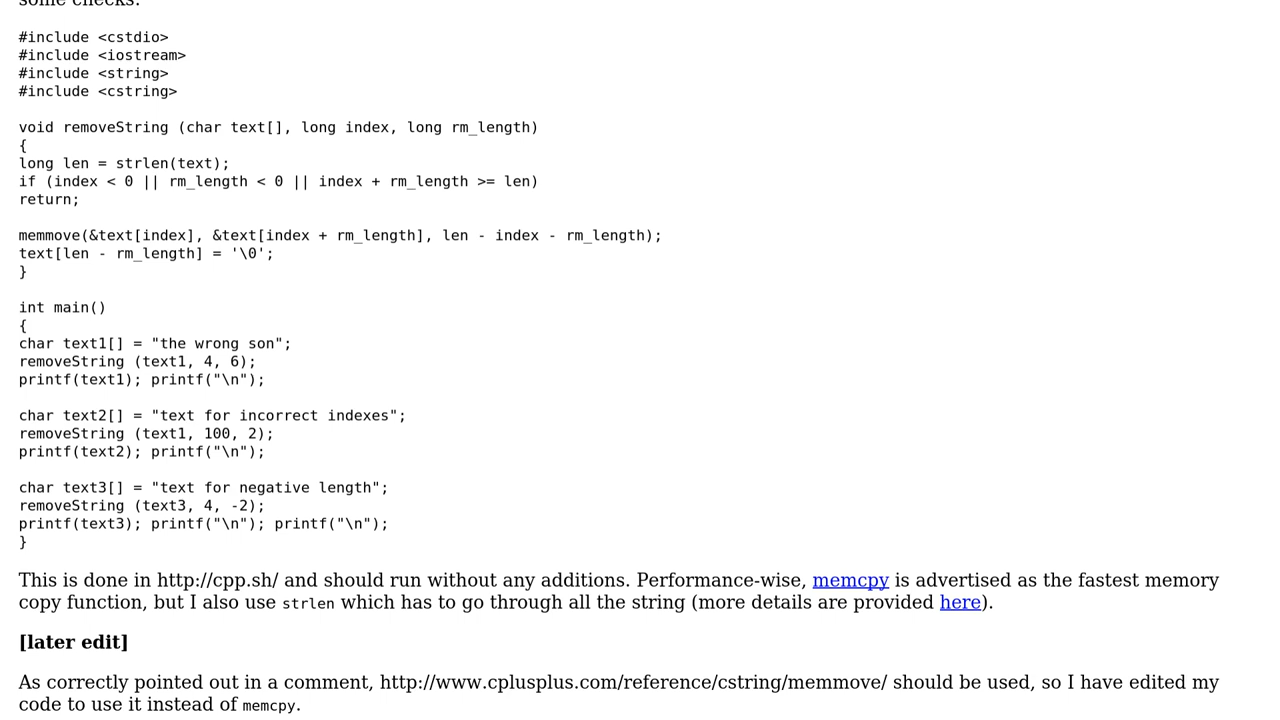 some checks:
#include <cstdio>
#include <iostream>
#include <string>
#include <cstring>
void removeString (char text[], long index, long rm_length)
{
long len = strlen(text);
if (index < 0 || rm_length < 0 || index + rm_length >= len)
return;
memmove(&text[index], &text[index + rm_length], len - index - rm_length);
text[len - rm_length] = '\0';
}
int main()
{
char text1[] = "the wrong son";
removeString (text1, 4, 6);
printf(text1); printf("\n");
char text2[] = "text for incorrect indexes";
removeString (text1, 100, 2);
printf(text2); printf("\n");
char text3[] = "text for negative length";
removeString (text3, 4, -2);
printf(text3); printf("\n"); printf("\n");
}
This is done in http://cpp.sh/ and should run without any additions. Performance-wise, memcpy is advertised as the fastest memory
copy function, but I also use strlen which has to go through all the string (more details are provided here).
[later edit]
As correctly pointed out in a comment, http://www.cplusplus.com/reference/cstring/memmove/ should be used, so I have edited my
code to use it instead of memcpy.